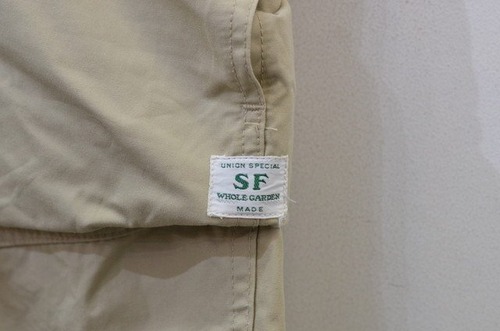 UNION SPECIAL
SF
WHOLE GARDEN
MADE